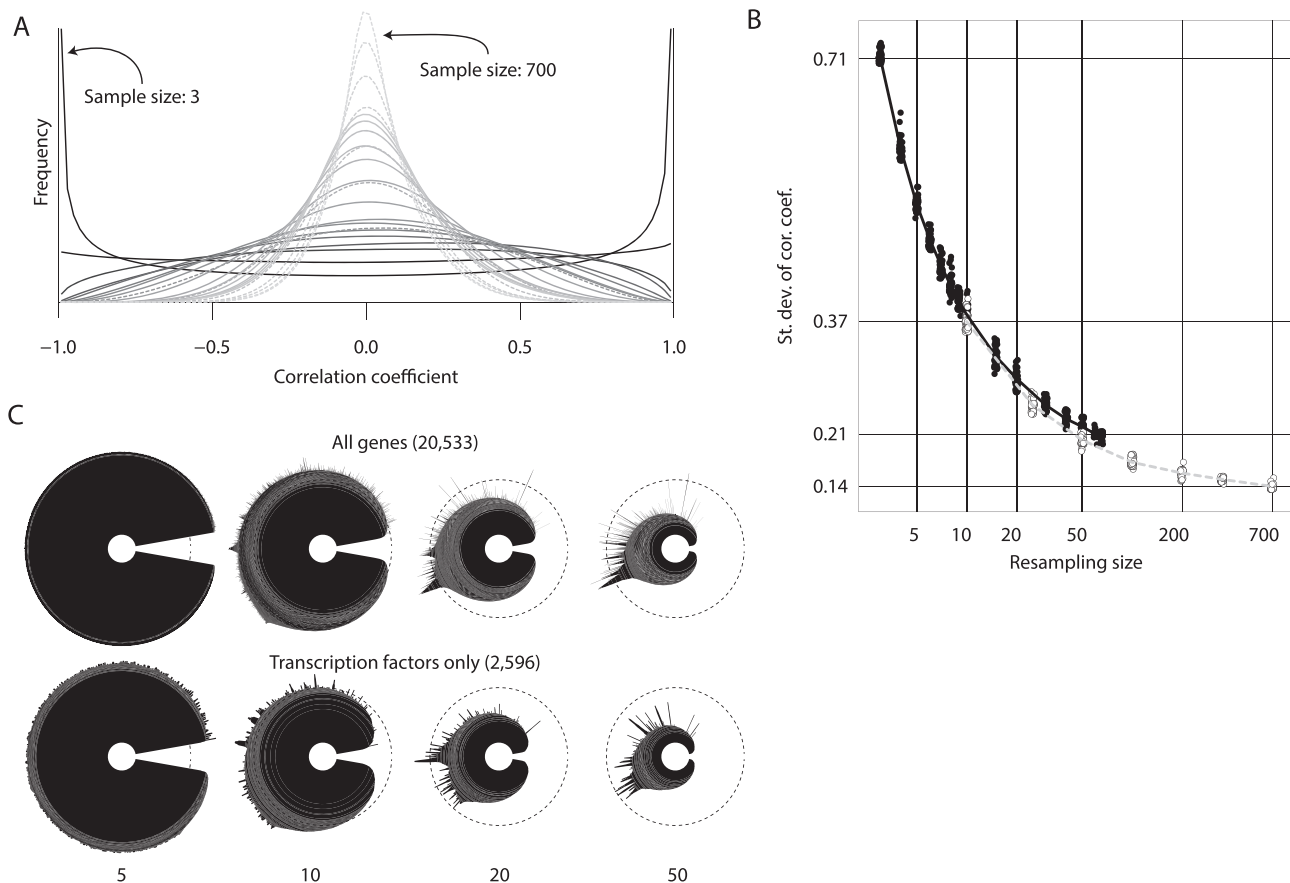 A
Sample size: 3
Sample size: 700
Frequency
−1.0
−0.5
0.0
0.5
1.0
Correlation coefficient
B
0.71
0.37
0.21
0.14
St. dev. of cor. coef.
5
10
20
50
200
700
Resampling size
C
All genes (20,533)
Transcription factors only (2,596)
5
10
20
50